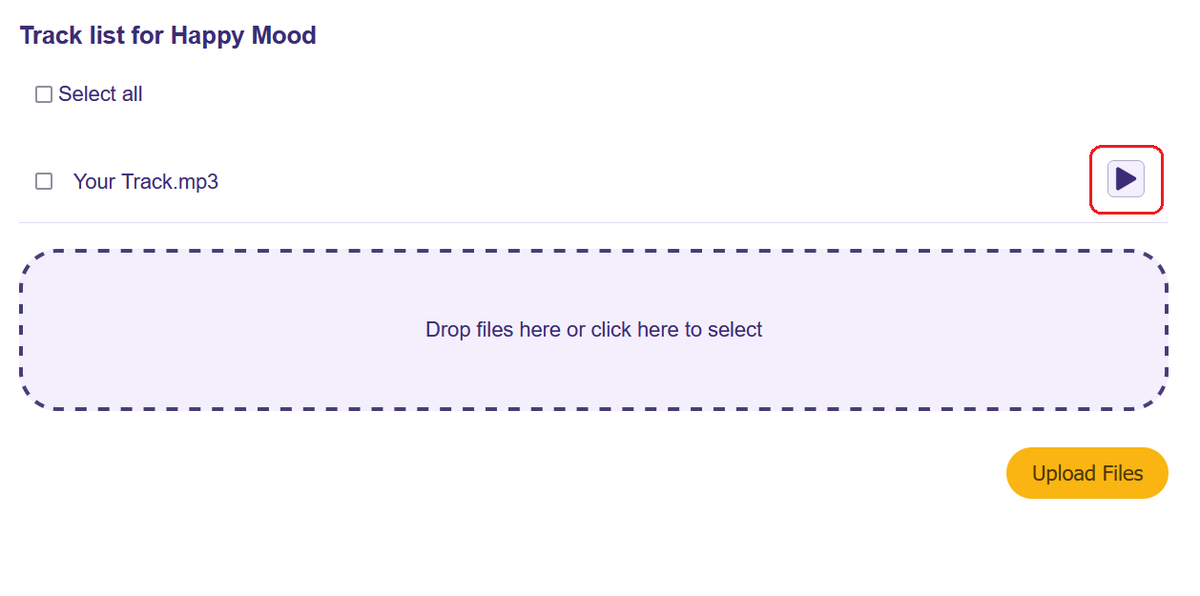 Track list for Happy Mood
Select all
Your Track.mp3
Drop files here or click here to select
Upload Files